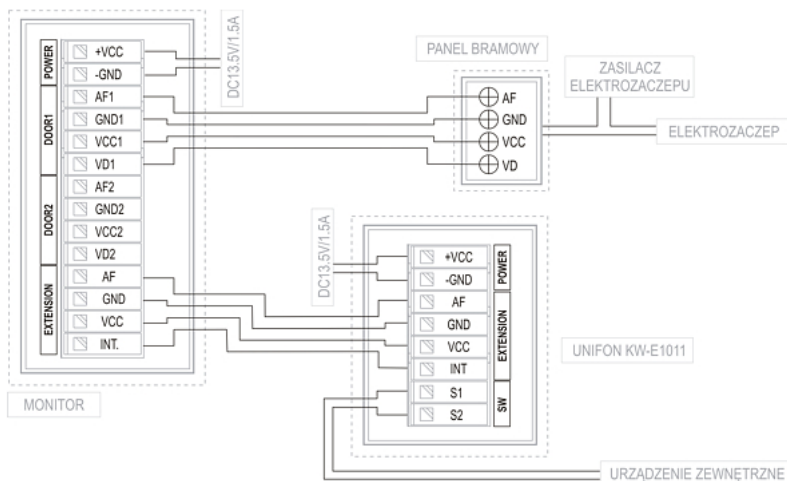 POWER
+VCC
-GND
DC13.5V/1.5A
DOOR1
AF1
GND1
VCC1
VD1
DOOR2
AF2
GND2
VCC2
VD2
EXTENSION
AF
GND
VCC
INT.
MONITOR
PANEL BRAMOWY
AF
GND
VCC
VD
ZASILACZ
ELEKTROZACZEPU
ELEKTROZACZEP
DC13.5V/1.5A
+VCC
-GND
POWER
AF
GND
VCC
INT
EXTENSION
S1
S2
SW
UNIFON KW-E1011
URZĄDZENIE ZEWNĘTRZNE